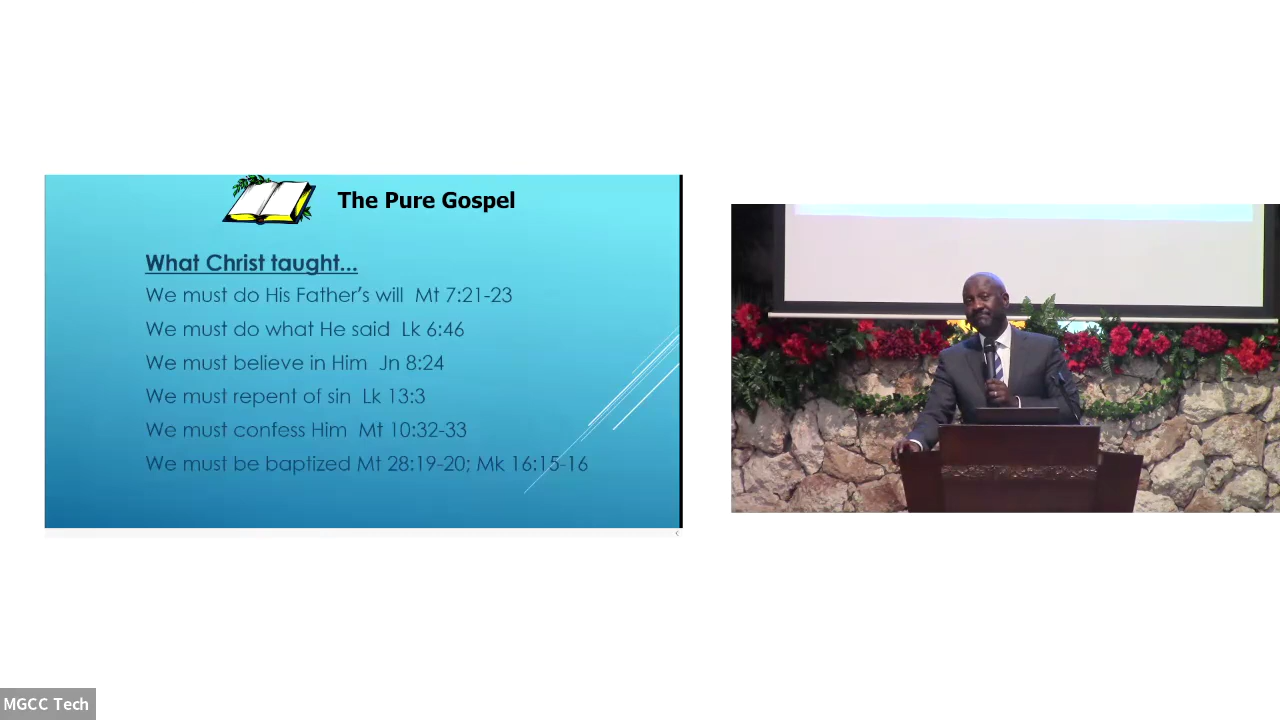 The Pure Gospel
What Christ taught...
We must do His Father's will Mt 7:21-23
We must do what He said Lk 6:46
We must believe in Him Jn 8:24
We must repent of sin Lk 13:3
We must confess Him Mt 10:32-33
We must be baptized Mt 28:19-20; Mk 16:15-16
MGCC Tech